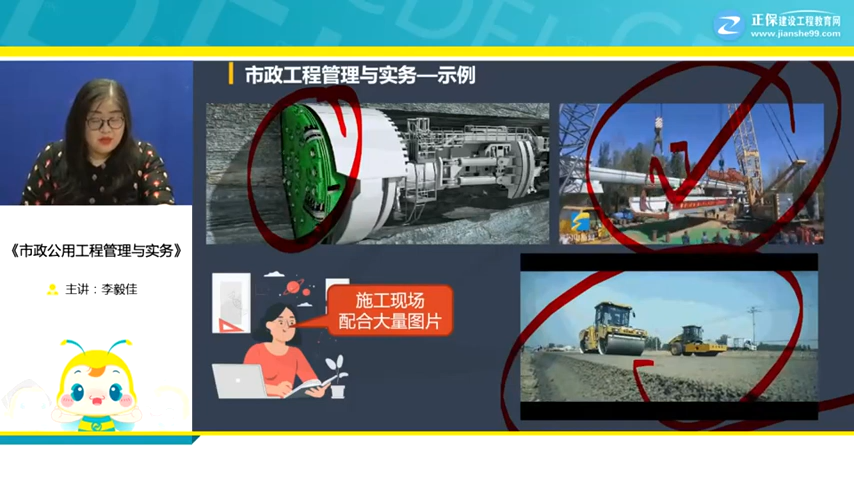 正保建设工程教育网
www.jianshe99.com
市政工程管理与实务—示例
《市政公用工程管理与实务》
主讲：李毅佳
施工现场
配合大量图片